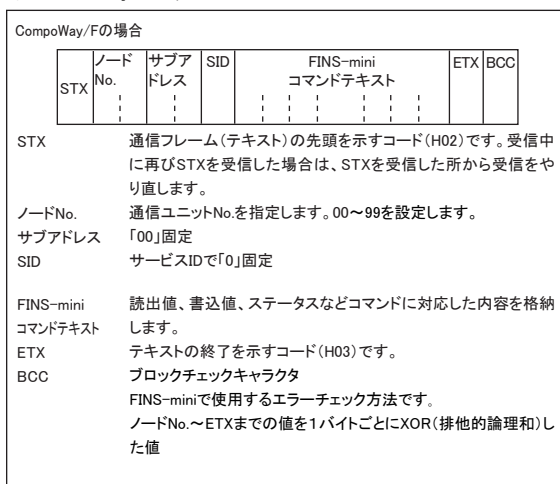 CompoWay/Fの場合
STX ノードNo. サブアドレス SID FINS-miniコマンドテキスト ETX BCC
STX 通信フレーム(テキスト)の先頭を示すコード(H02)です。受信中
に再びSTXを受信した場合は、STXを受信した所から受信をや
り直します。
ノードNo. 通信ユニットNo.を指定します。00～99を設定します。
サブアドレス 「00」固定
SID サービスIDで「0」固定
FINS-mini 読出値、書込値、ステータスなどコマンドに対応した内容を格納
コマンドテキスト します。
ETX テキストの終了を示すコード(H03)です。
BCC ブロックチェックキャラクタ
FINS-miniで使用するエラーチェック方法です。
ノードNo.～ETXまでの値を1バイトごとにXOR(排他的論理和)し
た値